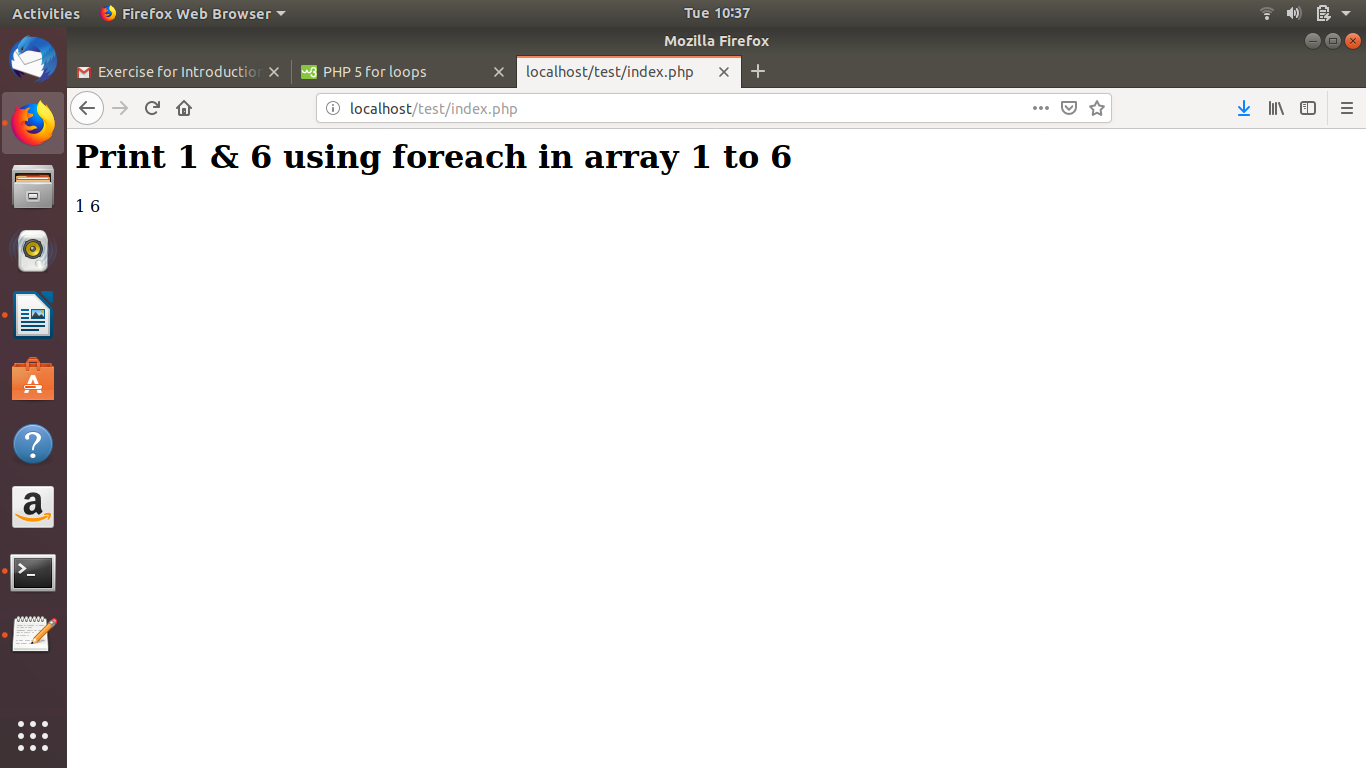 Activities Firefox Web Browser Tue 10:37
Mozilla Firefox
Exercise for Introduction PHP 5 for loops localhost/test/index.php
localhost/test/index.php
Print 1 & 6 using foreach in array 1 to 6
1 6